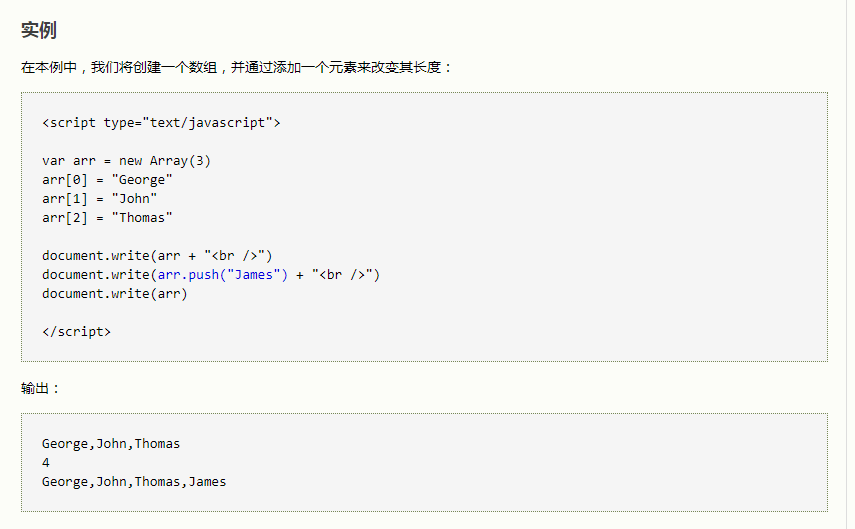 实例
在本例中，我们将创建一个数组，并通过添加一个元素来改变其长度：
<script type="text/javascript">
var arr = new Array(3)
arr[0] = "George"
arr[1] = "John"
arr[2] = "Thomas"
document.write(arr + "<br />")
document.write(arr.push("James") + "<br />")
document.write(arr)
</script>
输出：
George,John,Thomas
4
George,John,Thomas,James